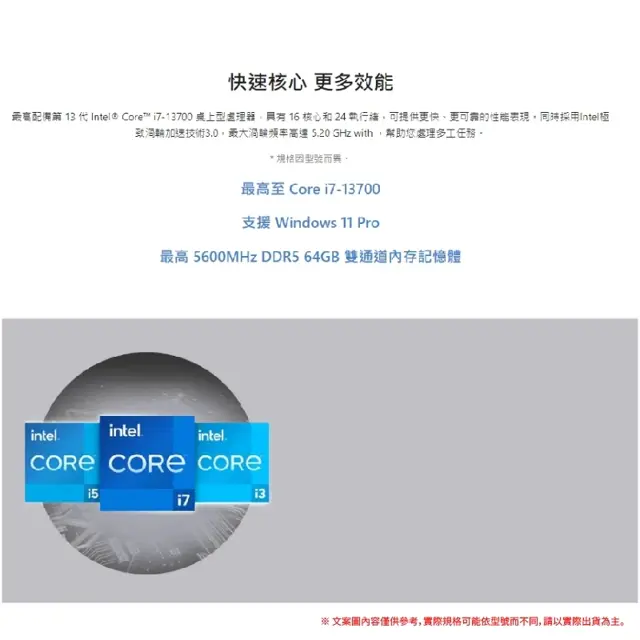 快速核心 更多效能
最高配備第 13 代 Intel® Core™ i7-13700 桌上型處理器，具有 16 核心和 24 執行緒，可提供更快、更可靠的性能表現。同時採用Intel極
致渦輪加速技術3.0，最大渦輪頻率高達 5.20 GHz with ，幫助您處理多工任務。
* 規格因型號而異。
最高至 Core i7-13700
支援 Windows 11 Pro
最高 5600MHz DDR5 64GB 雙通道內存記憶體
intel. intel. intel.
CORE CORE CORE
i5 i7 i3
※ 文案圖內容僅供參考，實際規格可能依型號而不同，請以實際出貨為主。